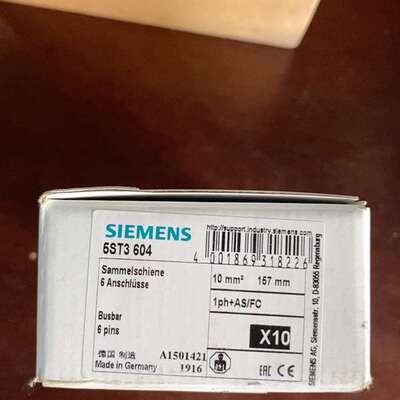 SIEMENS
5ST3 604
http://support.industry.siemens.com
4 001869 318226
Sammelschiene
6 Anschlüsse
10 mm² 157 mm
1ph+AS/FC
Busbar
6 pins
X10
德国 制造
Made in Germany
A1501421
1916
EAC CE
SIEMENS AG, Siemensstr. 10, D-93055 Regensburg